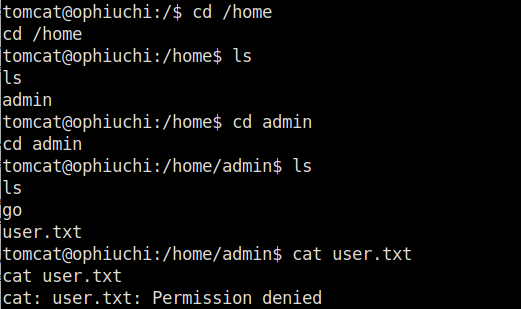 tomcat@ophiuchi:/$ cd /home
cd /home
tomcat@ophiuchi:/home$ ls
ls
admin
tomcat@ophiuchi:/home$ cd admin
cd admin
tomcat@ophiuchi:/home/admin$ ls
ls
go
user.txt
tomcat@ophiuchi:/home/admin$ cat user.txt
cat user.txt
cat: user.txt: Permission denied